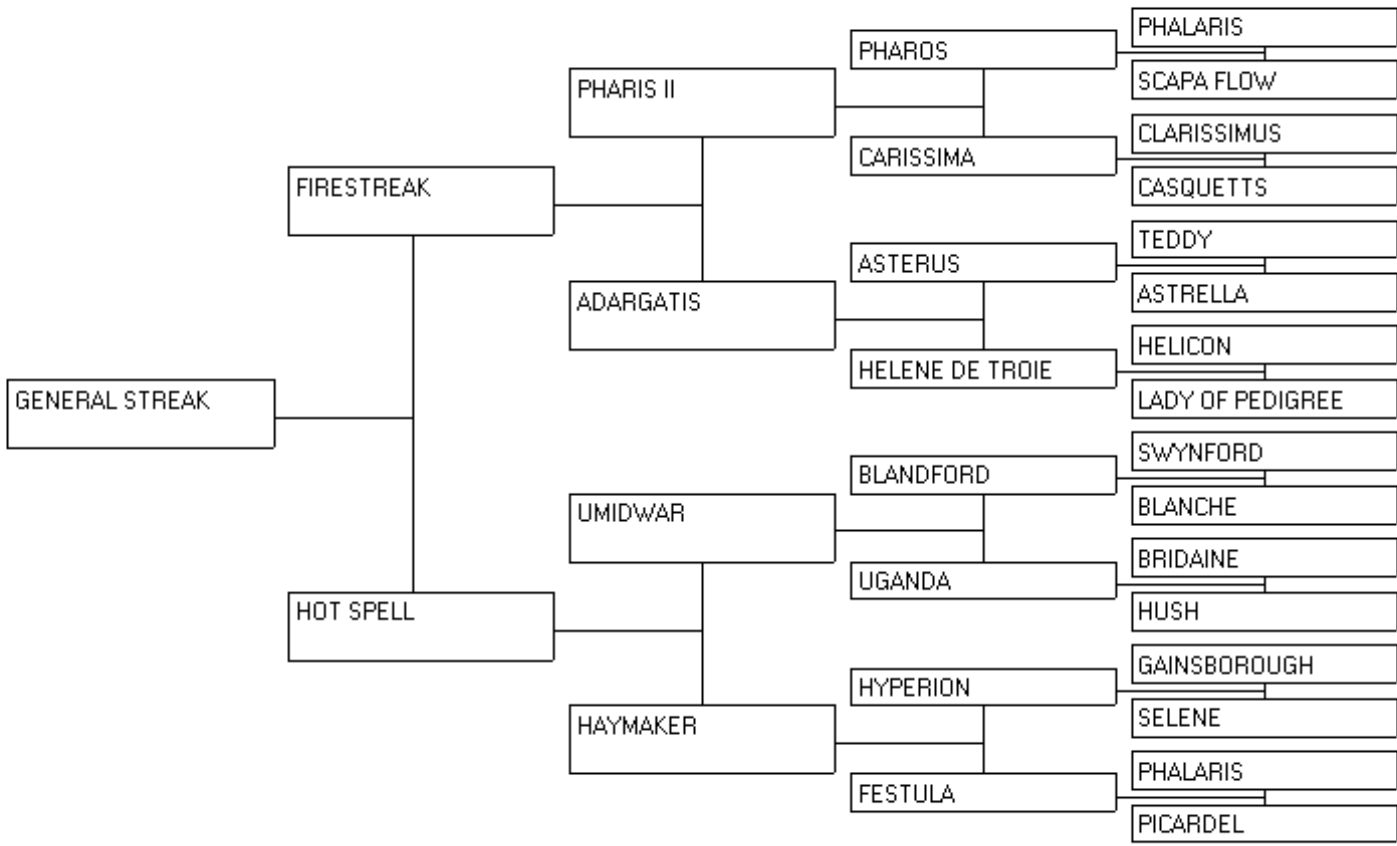 PHALARIS
PHAROS
SCAPA FLOW
PHARIS II
CLARISSIMUS
CARISSIMA
CASQUETTS
FIRESTREAK
TEDDY
ASTERUS
ASTRELLA
ADARGATIS
HELICON
HELENE DE TROIE
LADY OF PEDIGREE
GENERAL STREAK
SWYNFORD
BLANDFORD
BLANCHE
UMIDWAR
BRIDAINE
UGANDA
HUSH
HOT SPELL
GAINSBOROUGH
HYPERION
SELENE
HAYMAKER
PHALARIS
FESTULA
PICARDEL